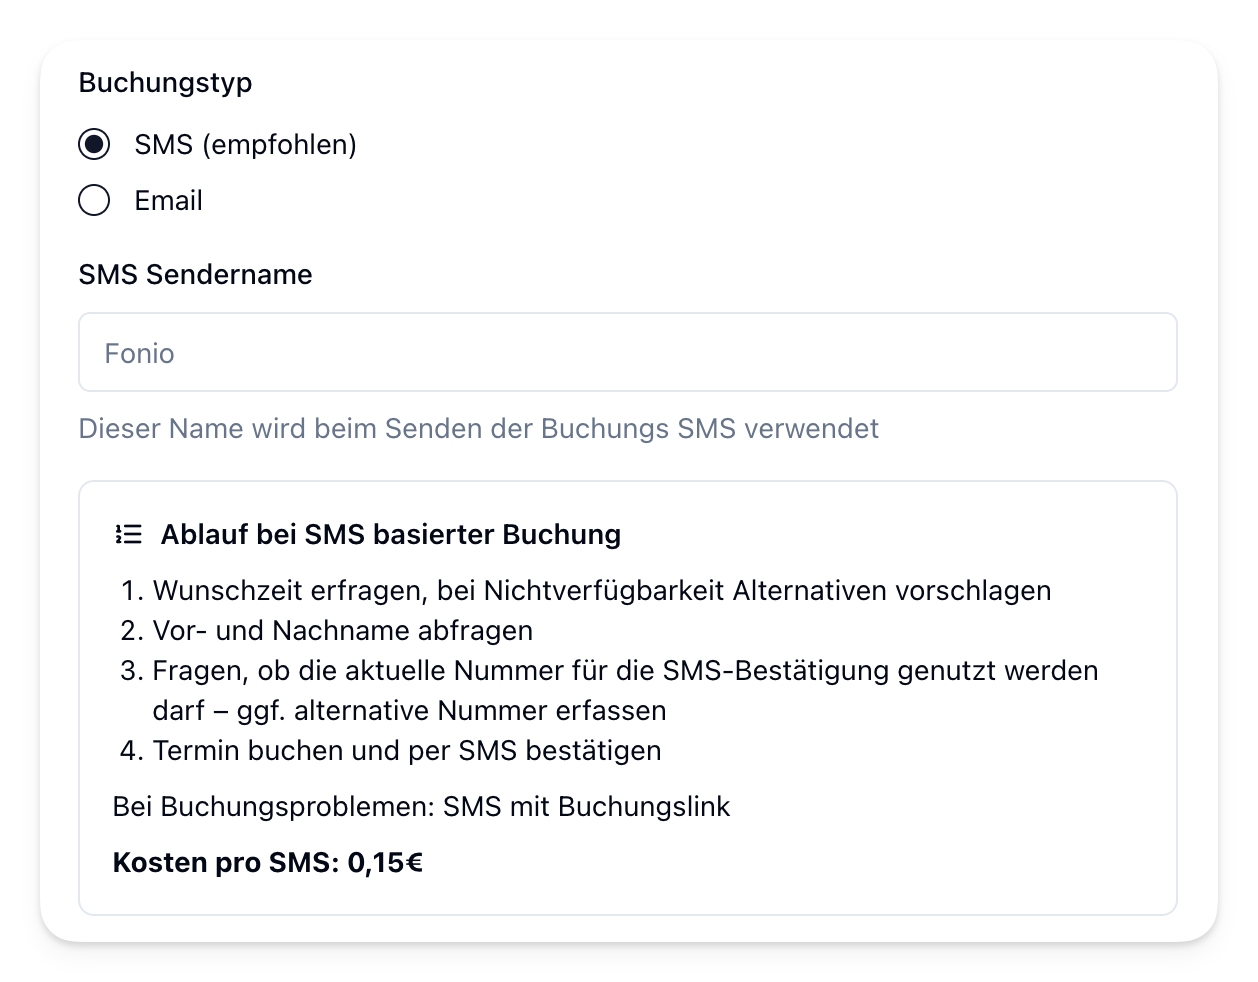 Buchungstyp
SMS (empfohlen)
Email
SMS Sendername
Fonio
Dieser Name wird beim Senden der Buchungs SMS verwendet
Ablauf bei SMS basierter Buchung
1. Wunschzeit erfragen, bei Nichtverfügbarkeit Alternativen vorschlagen
2. Vor- und Nachname abfragen
3. Fragen, ob die aktuelle Nummer für die SMS-Bestätigung genutzt werden
darf – ggf. alternative Nummer erfassen
4. Termin buchen und per SMS bestätigen
Bei Buchungsproblemen: SMS mit Buchungslink
Kosten pro SMS: 0,15€